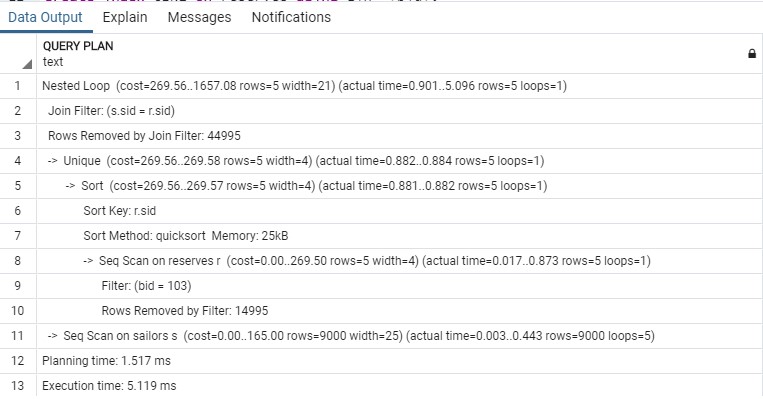 Data Output Explain Messages Notifications
QUERY PLAN
text
1 Nested Loop (cost=269.56..1657.08 rows=5 width=21) (actual time=0.901..5.096 rows=5 loops=1)
2 Join Filter: (s.sid = r.sid)
3 Rows Removed by Join Filter: 44995
4 -> Unique (cost=269.56..269.58 rows=5 width=4) (actual time=0.882..0.884 rows=5 loops=1)
5 -> Sort (cost=269.56..269.57 rows=5 width=4) (actual time=0.881..0.882 rows=5 loops=1)
6 Sort Key: r.sid
7 Sort Method: quicksort Memory: 25kB
8 -> Seq Scan on reserves r (cost=0.00..269.50 rows=5 width=4) (actual time=0.017..0.873 rows=5 loops=1)
9 Filter: (bid = 103)
10 Rows Removed by Filter: 14995
11 -> Seq Scan on sailors s (cost=0.00..165.00 rows=9000 width=25) (actual time=0.003..0.443 rows=9000 loops=5)
12 Planning time: 1.517 ms
13 Execution time: 5.119 ms